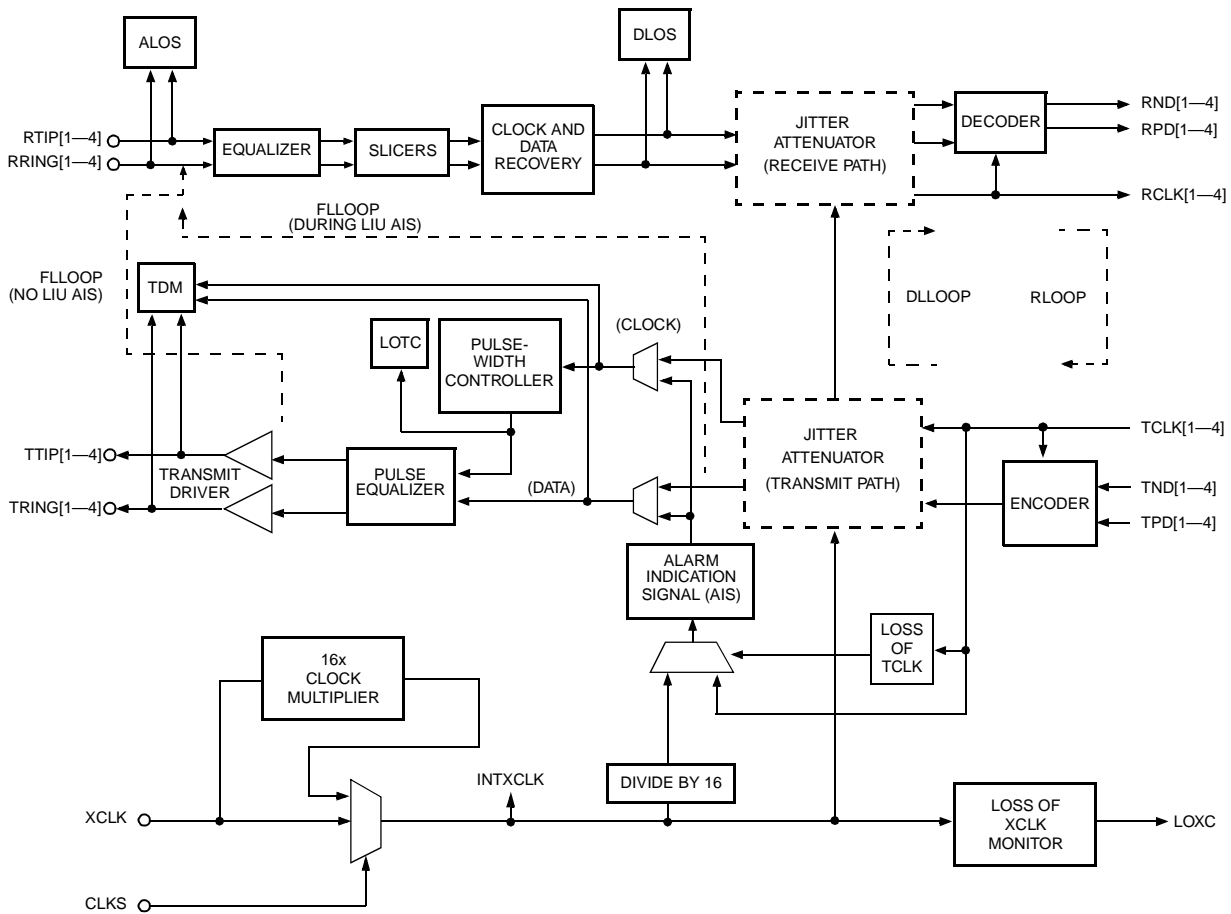 ALOS
DLOS
RTIP[1—4]
RRING[1—4]
EQUALIZER
SLICERS
CLOCK AND
DATA
RECOVERY
JITTER
ATTENUATOR
(RECEIVE PATH)
DECODER
RND[1—4]
RPD[1—4]
RCLK[1—4]
FLLOOP
(DURING LIU AIS)
FLLOOP
(NO LIU AIS)
TDM
LOTC
PULSE-
WIDTH
CONTROLLER
(CLOCK)
DLLOOP
RLOOP
TTIP[1—4]
TRING[1—4]
TRANSMIT
DRIVER
PULSE
EQUALIZER
(DATA)
JITTER
ATTENUATOR
(TRANSMIT PATH)
TCLK[1—4]
ENCODER
TND[1—4]
TPD[1—4]
ALARM
INDICATION
SIGNAL (AIS)
LOSS
OF
TCLK
16x
CLOCK
MULTIPLIER
DIVIDE BY 16
INTXCLK
XCLK
LOSS OF
XCLK
MONITOR
LOXC
CLKS